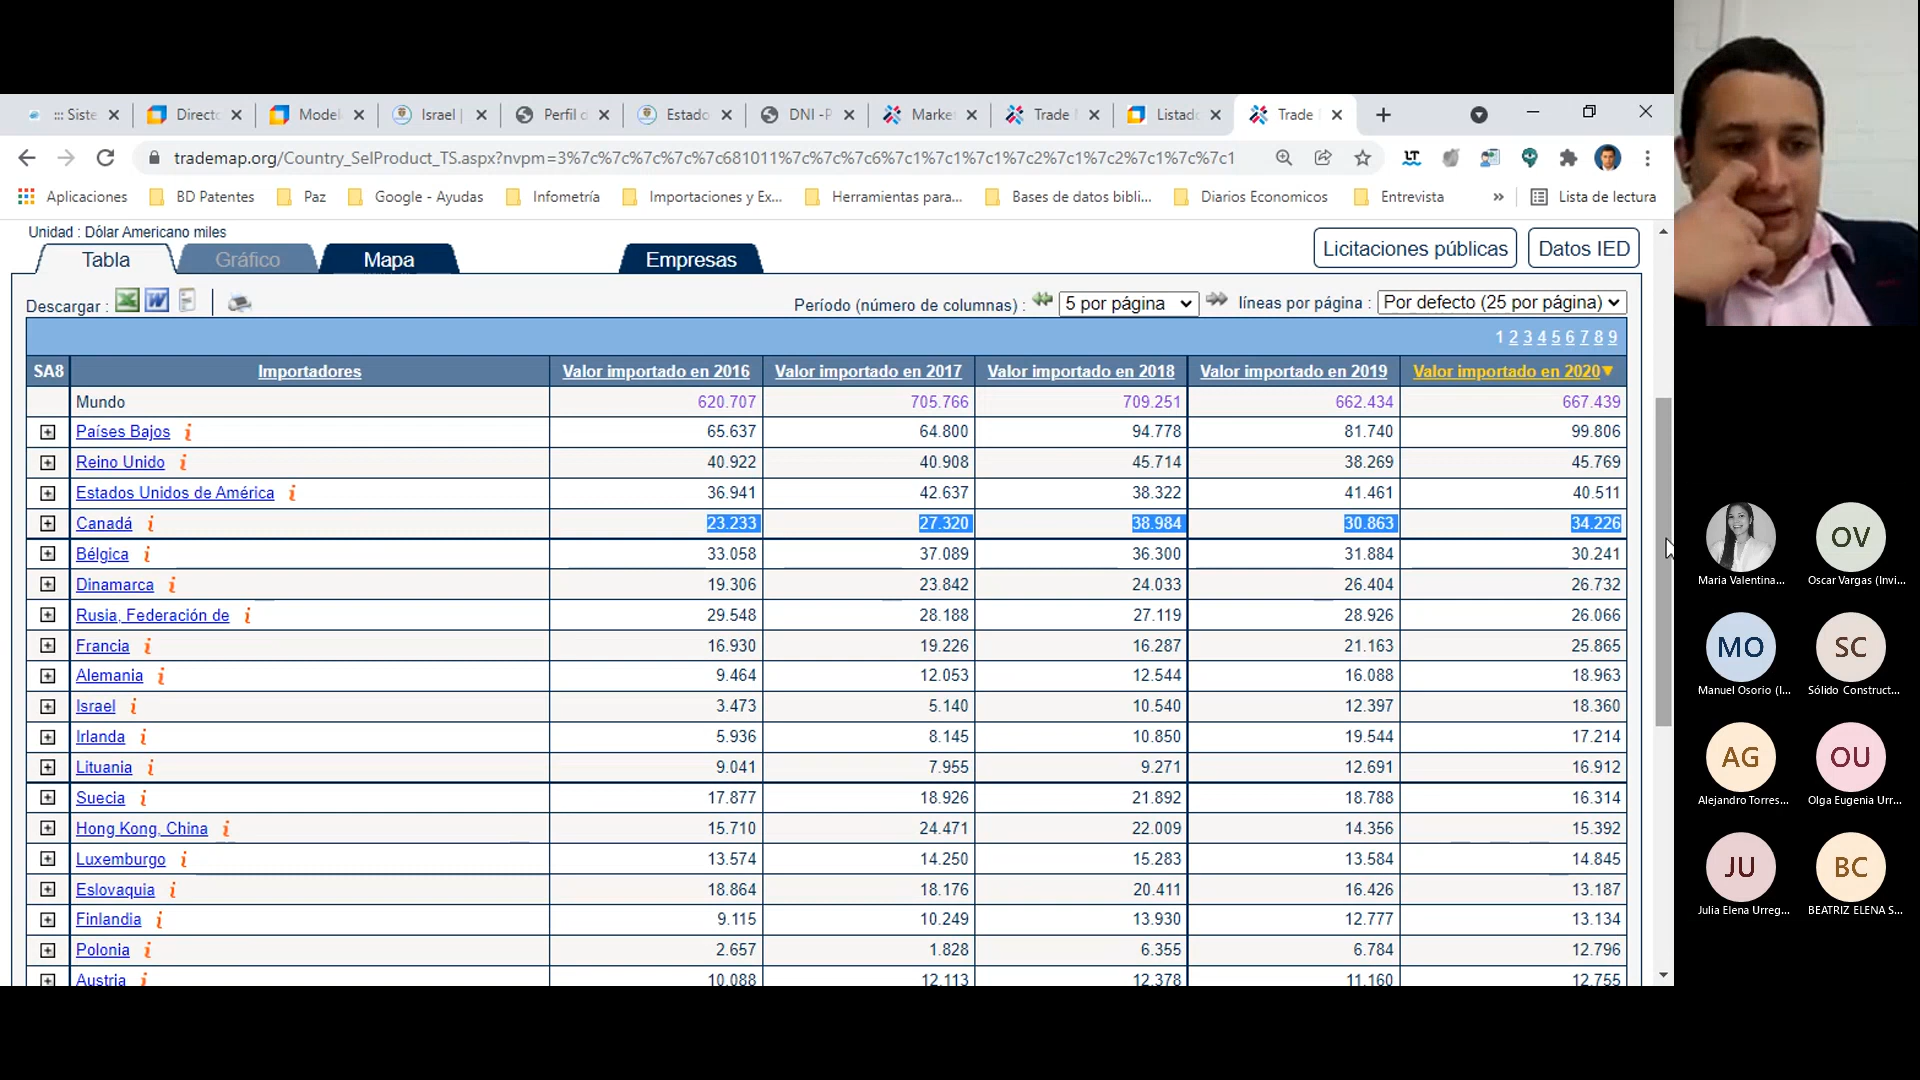 ::: Siste
Directo
Model
Israel |
Perfil d
Estado
DNI - P
Marke
Trade
Listado
Trade
trademap.org/Country_SelProduct_TS.aspx?nvpm=3%7c%7c%7c%7c%7c681011%7c%7c%7c6%7c1%7c1%7c1%7c2%7c1%7c2%7c1%7c%7c1
Aplicaciones BD Patentes Paz Google - Ayudas Infometría Importaciones y Ex... Herramientas para... Bases de datos bibli... Diarios Economicos Entrevista » Lista de lectura
Unidad : Dólar Americano miles
Tabla Gráfico Mapa Empresas Licitaciones públicas Datos IED
Descargar : Período (número de columnas) : 5 por página líneas por página : Por defecto (25 por página)
1 2 3 4 5 6 7 8 9
SA8 Importadores Valor importado en 2016 Valor importado en 2017 Valor importado en 2018 Valor importado en 2019 Valor importado en 2020▼
Mundo 620.707 705.766 709.251 662.434 667.439
Países Bajos i 65.637 64.800 94.778 81.740 99.806
Reino Unido i 40.922 40.908 45.714 38.269 45.769
Estados Unidos de América i 36.941 42.637 38.322 41.461 40.511
Canadá i 23.233 27.320 38.984 30.863 34.226
Bélgica i 33.058 37.089 36.300 31.884 30.241
Dinamarca i 19.306 23.842 24.033 26.404 26.732
Rusia, Federación de i 29.548 28.188 27.119 28.926 26.066
Francia i 16.930 19.226 16.287 21.163 25.865
Alemania i 9.464 12.053 12.544 16.088 18.963
Israel i 3.473 5.140 10.540 12.397 18.360
Irlanda i 5.936 8.145 10.850 19.544 17.214
Lituania i 9.041 7.955 9.271 12.691 16.912
Suecia i 17.877 18.926 21.892 18.788 16.314
Hong Kong, China i 15.710 24.471 22.009 14.356 15.392
Luxemburgo i 13.574 14.250 15.283 13.584 14.845
Eslovaquia i 18.864 18.176 20.411 16.426 13.187
Finlandia i 9.115 10.249 13.930 12.777 13.134
Polonia i 2.657 1.828 6.355 6.784 12.796
Austria i 10.088 12.113 12.378 11.160 12.755
OV
Maria Valentina... Oscar Vargas (Invi...
MO SC
Manuel Osorio (I... Sólido Construct...
AG OU
Alejandro Torres... Olga Eugenia Urr...
JU BC
Julia Elena Urreg... BEATRIZ ELENA S...